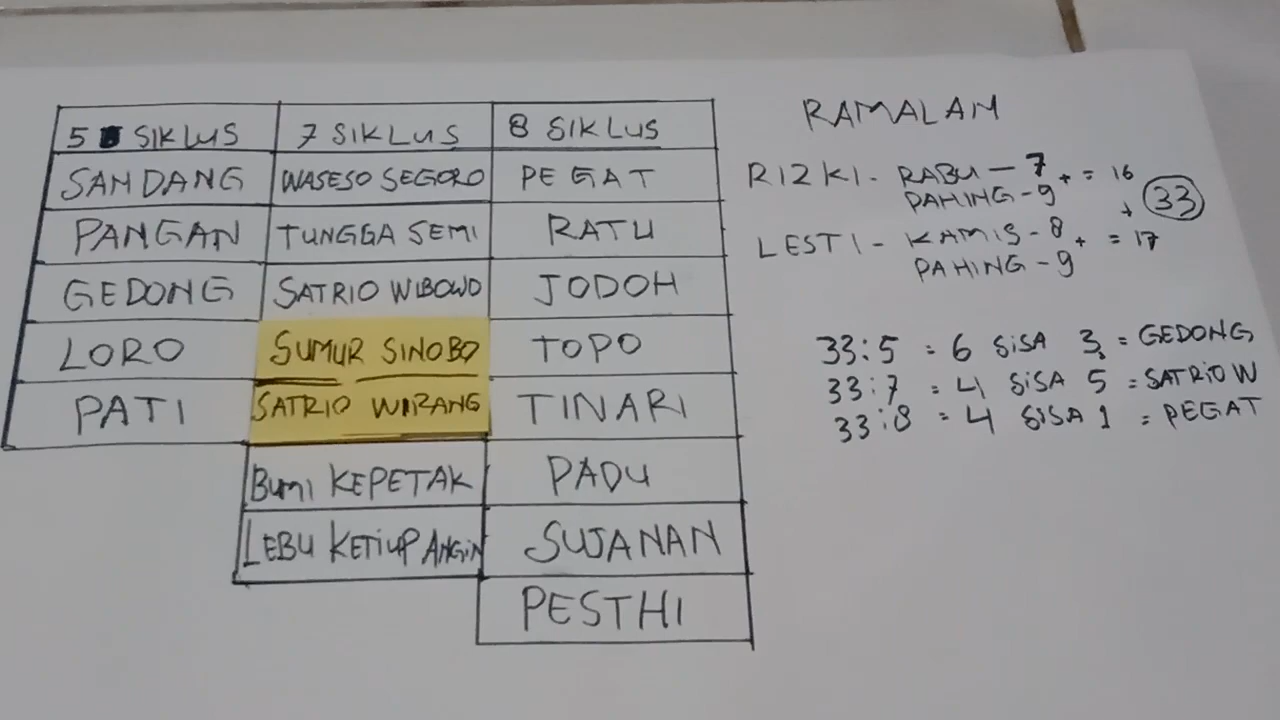 5 SIKLUS 7 SIKLUS 8 SIKLUS
SANDANG WASESO SEGORO PEGAT
PANGAN TUNGGA SEMI RATU
GEDONG SATRIO WIBOWO JODOH
LORO SUMUR SINOBO TOPO
PATI SATRIO WIRANG TINARI
BUMI KEPETAK PADU
LEBU KETIUP ANGIN SUJANAN
PESTHI
RAMALAM
RIZKI - RABU - 7 + = 16
PAHING - 9
+ 33
LESTI - KAMIS - 8 + = 17
PAHING - 9
33 : 5 = 6 SISA 3 = GEDONG
33 : 7 = 4 SISA 5 = SATRIO W
33 : 8 = 4 SISA 1 = PEGAT